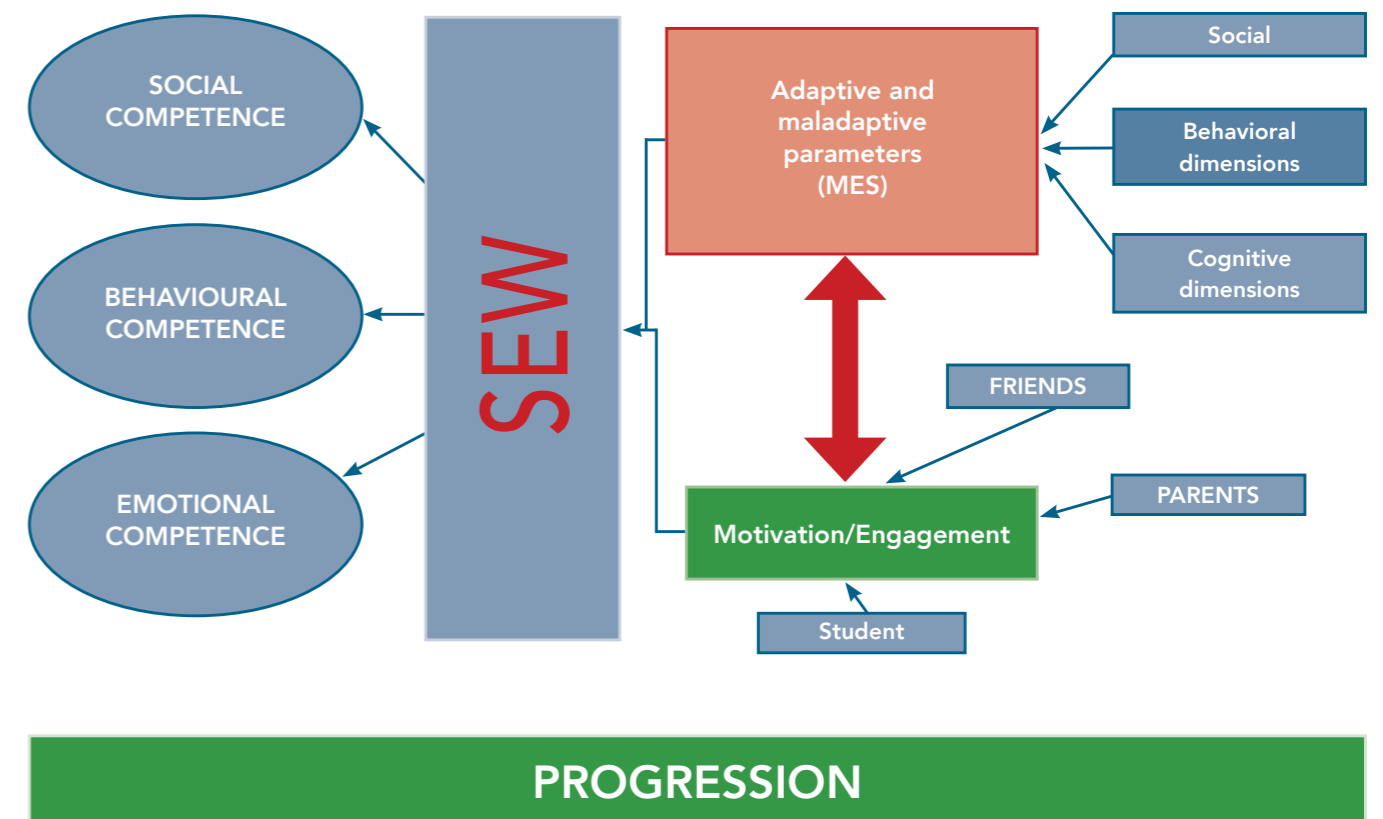 SOCIAL
COMPETENCE
BEHAVIOURAL
COMPETENCE
EMOTIONAL
COMPETENCE
SEW
Adaptive and
maladaptive
parameters
(MES)
Social
Behavioral
dimensions
Cognitive
dimensions
FRIENDS
PARENTS
Motivation/Engagement
Student
PROGRESSION